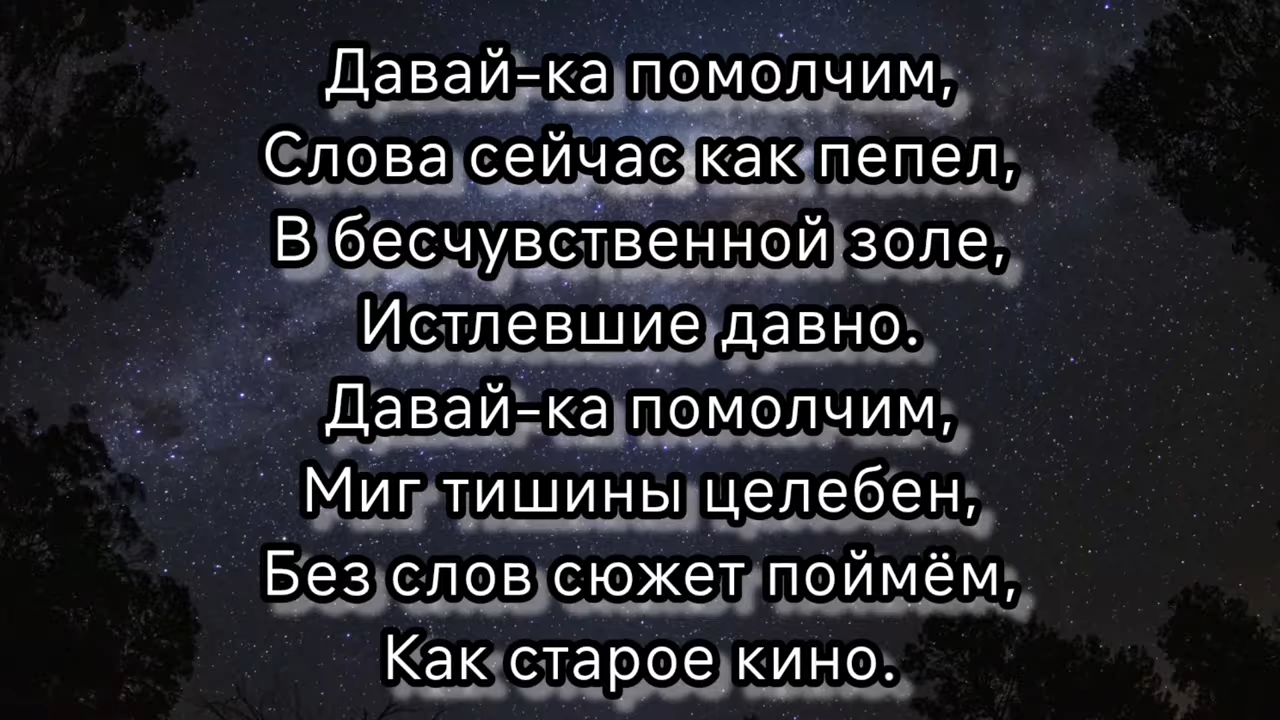 Давай-ка помолчим,
Слова сейчас как пепел,
В бесчувственной золе,
Истлевшие давно.
Давай-ка помолчим,
Миг тишины целебен,
Без слов сюжет поймём,
Как старое кино.